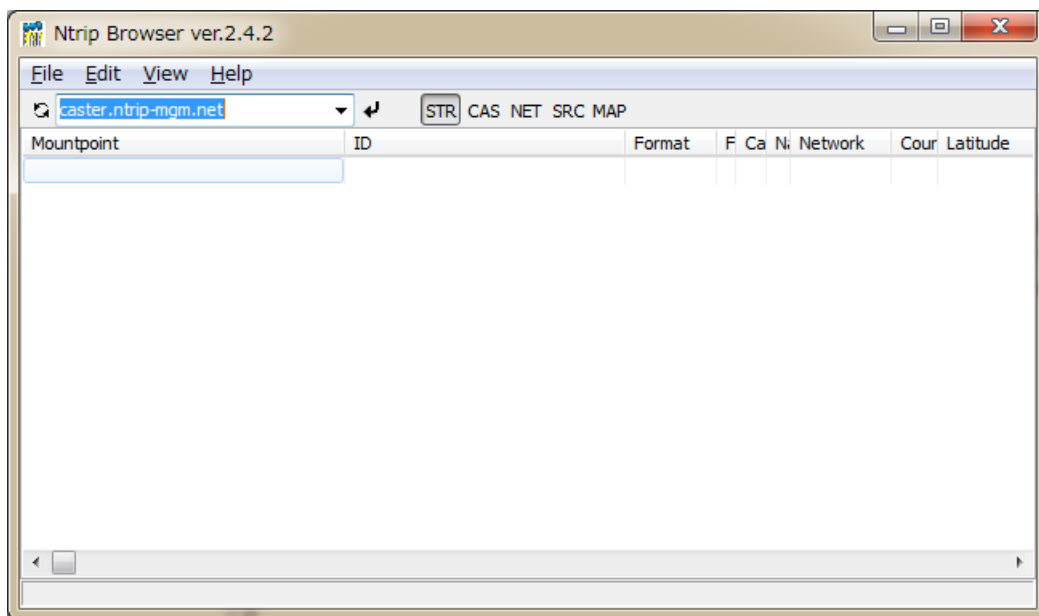 Ntrip Browser ver.2.4.2
File Edit View Help
caster.ntrip-mgm.net STR CAS NET SRC MAP
Mountpoint ID Format F Ca Na Network Cour Latitude